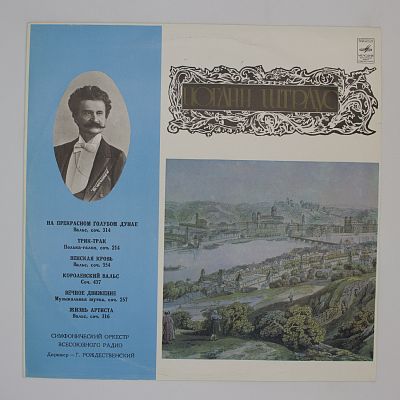 ИОГАНН ШТРАУС
НА ПРЕКРАСНОМ ГОЛУБОМ ДУНАЕ
Вальс, соч. 314
ТРИК-ТРАК
Полька-галоп, соч. 214
ВЕНСКАЯ КРОВЬ
Вальс, соч. 354
КОРОЛЕВСКИЙ ВАЛЬС
Соч. 437
ВЕЧНОЕ ДВИЖЕНИЕ
Музыкальная шутка, соч. 257
ЖИЗНЬ АРТИСТА
Вальс, соч. 316
СИМФОНИЧЕСКИЙ ОРКЕСТР
ВСЕСОЮЗНОГО РАДИО
Дирижер — Г. РОЖДЕСТВЕНСКИЙ